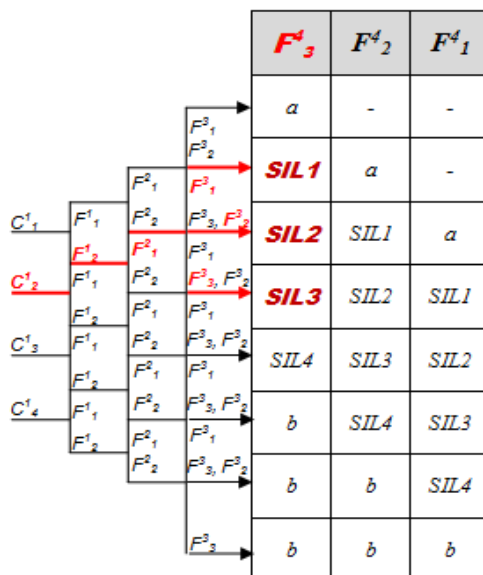 F⁴₃ F⁴₂ F⁴₁
a - -
F³₁
F³₂
SIL1 a -
F²₁ F³₁
C¹₁ F¹₁ F²₂ F³₃, F³₂
SIL2 SIL1 a
F¹₂ F²₁ F³₁
C¹₂ F¹₁ F²₂ F³₃, F³₂
SIL3 SIL2 SIL1
F¹₂ F²₁ F³₁
C¹₃ F¹₁ F²₂ F³₃, F³₂
SIL4 SIL3 SIL2
F¹₂ F²₁ F³₁
C¹₄ F¹₁ F²₂ F³₃, F³₂
b SIL4 SIL3
F¹₂ F²₁ F³₁
F²₂ F³₃, F³₂
b b SIL4
F³₃ b b b